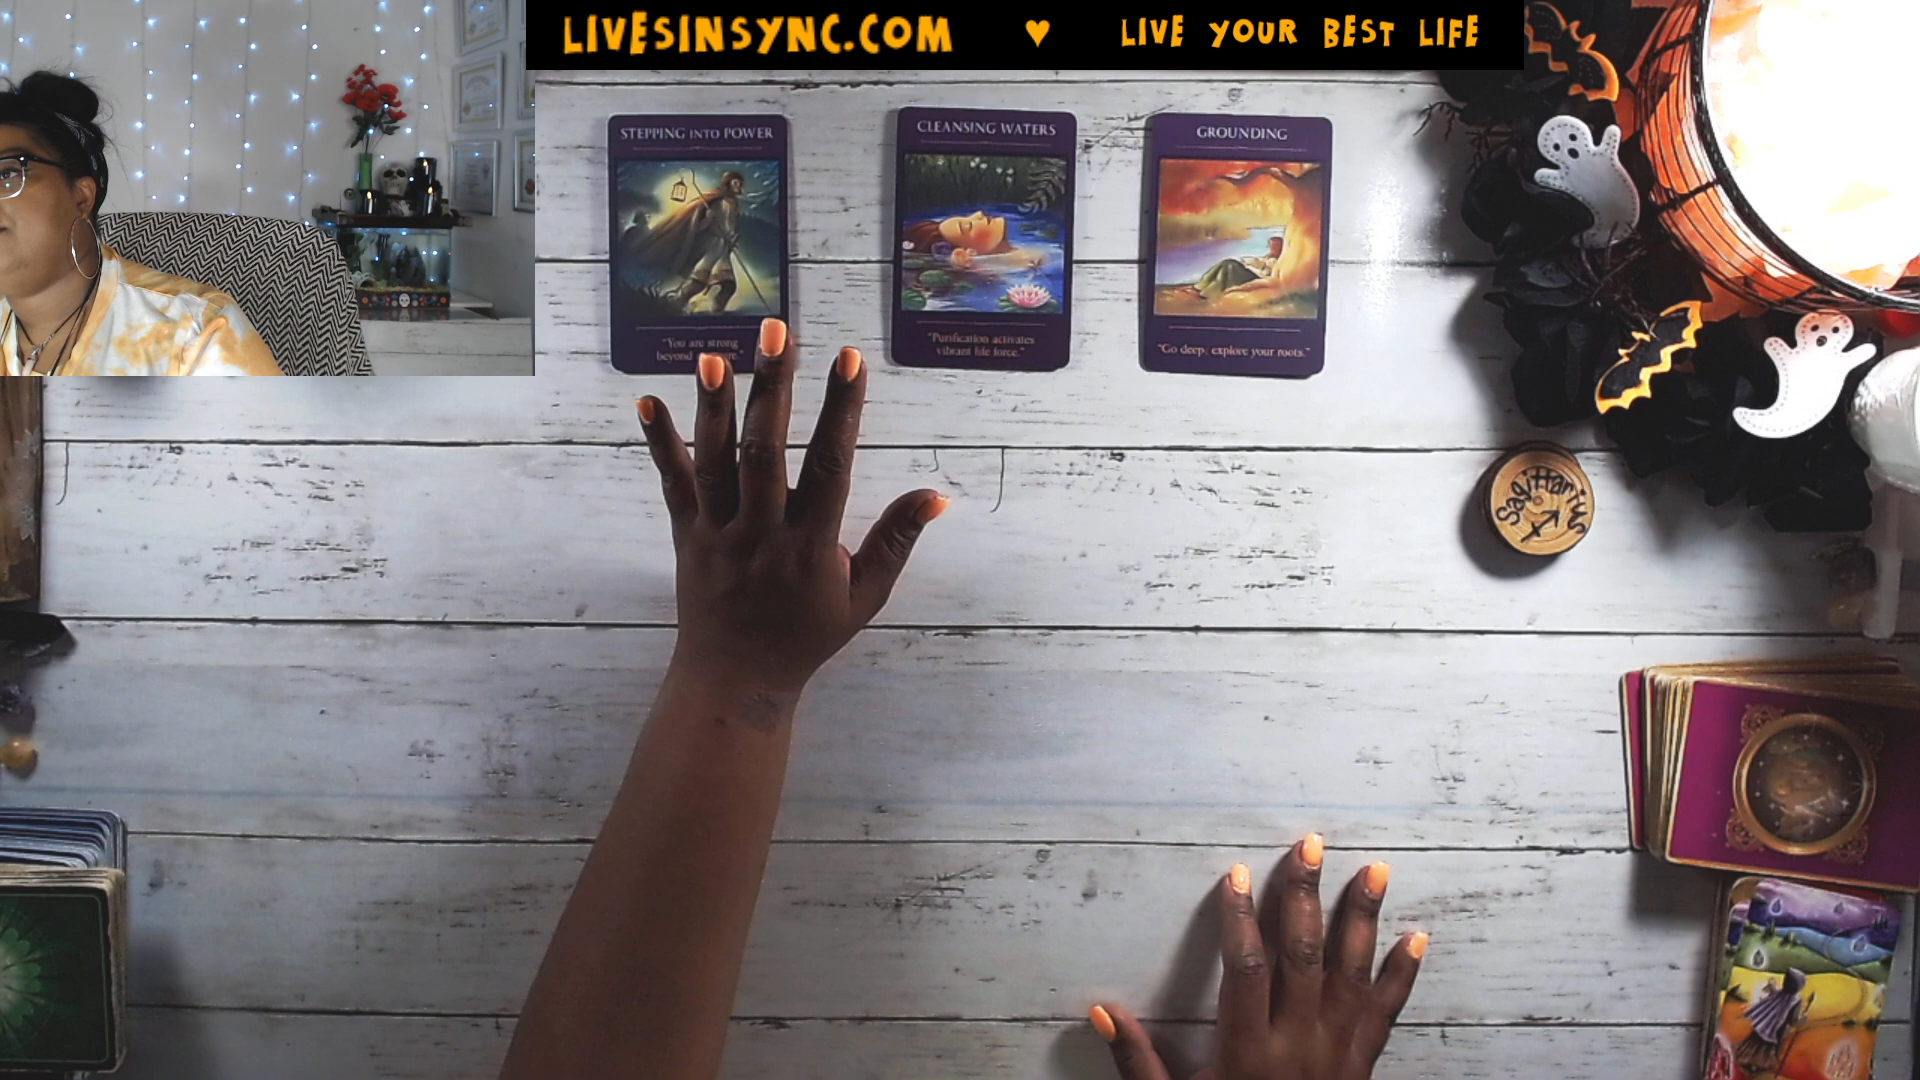 LIVESINSYNC.COM ♥ LIVE YOUR BEST LIFE
STEPPING INTO POWER
"You are strong
beyond
CLEANSING WATERS
"Purification activates
vibrant life force."
GROUNDING
"Go deep, explore your roots."
Sagittarius